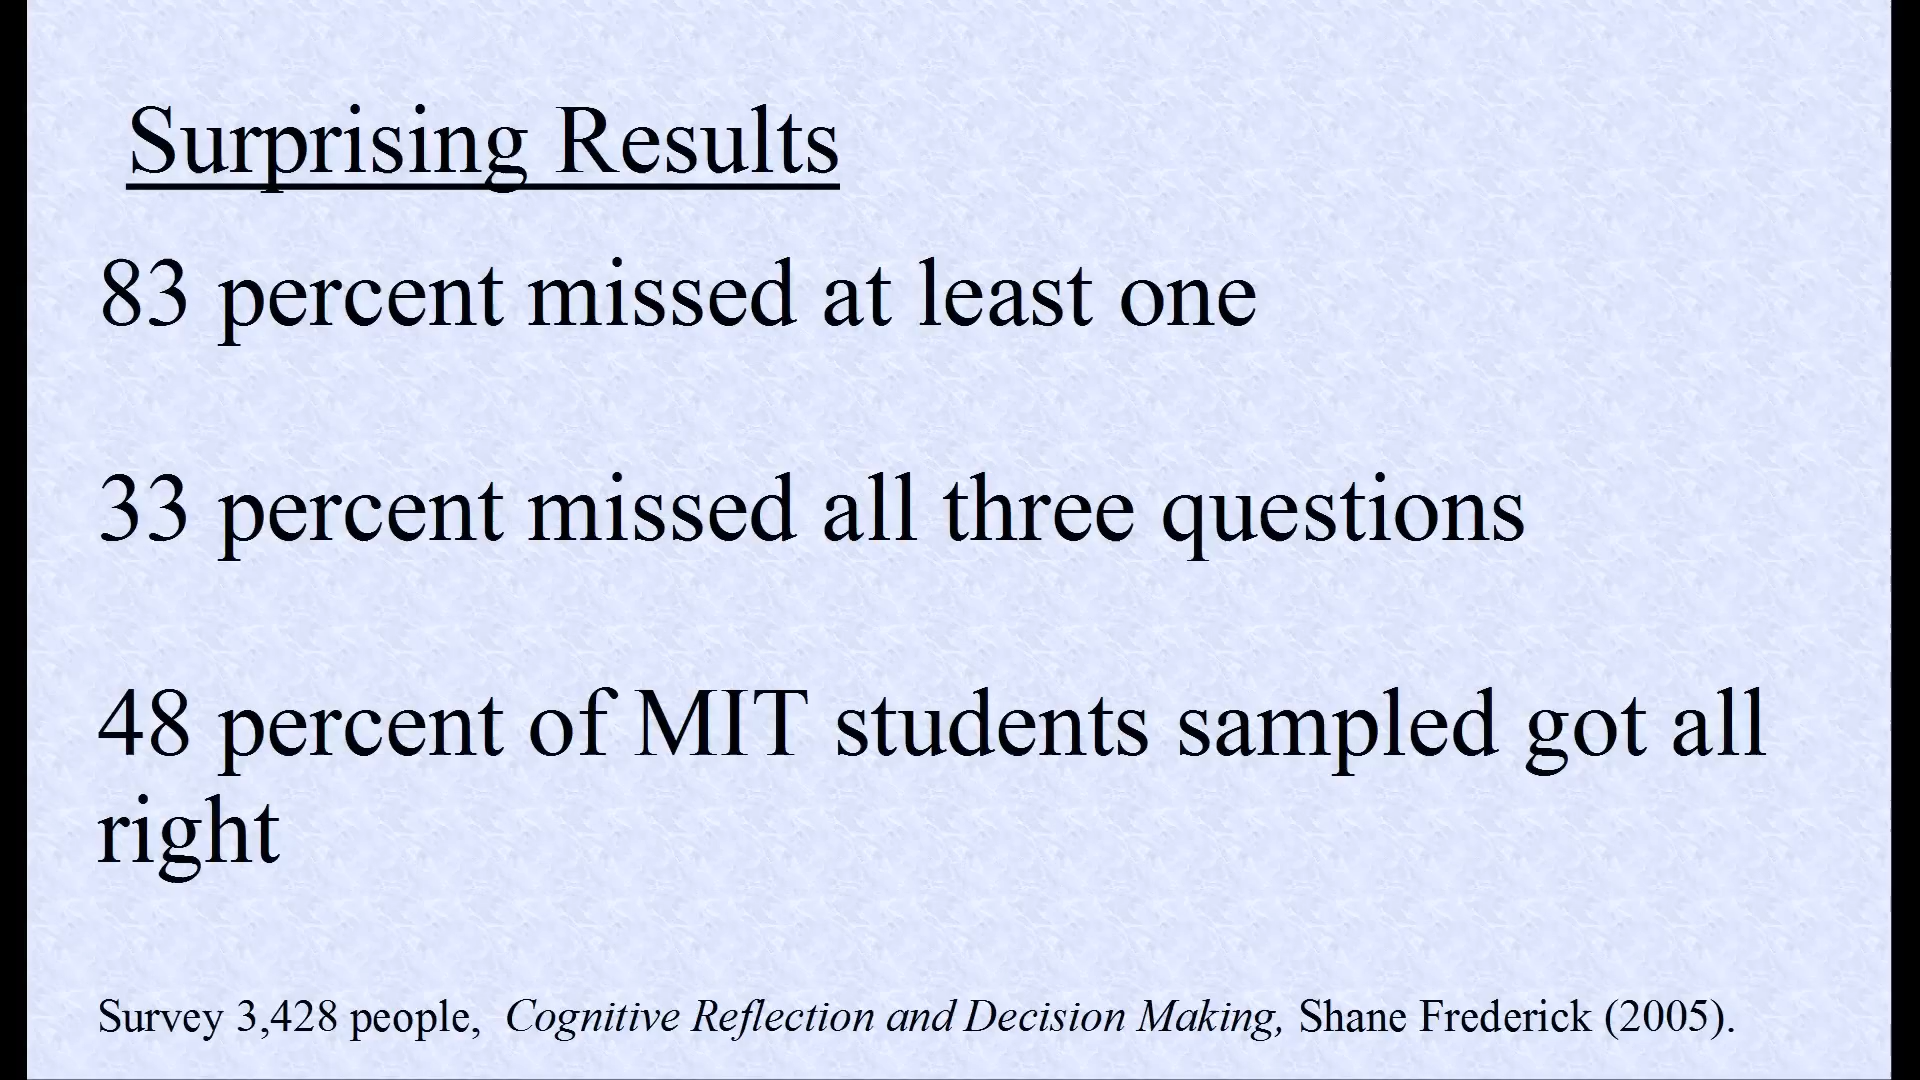 Surprising Results
83 percent missed at least one
33 percent missed all three questions
48 percent of MIT students sampled got all
right
Survey 3,428 people, Cognitive Reflection and Decision Making, Shane Frederick (2005).